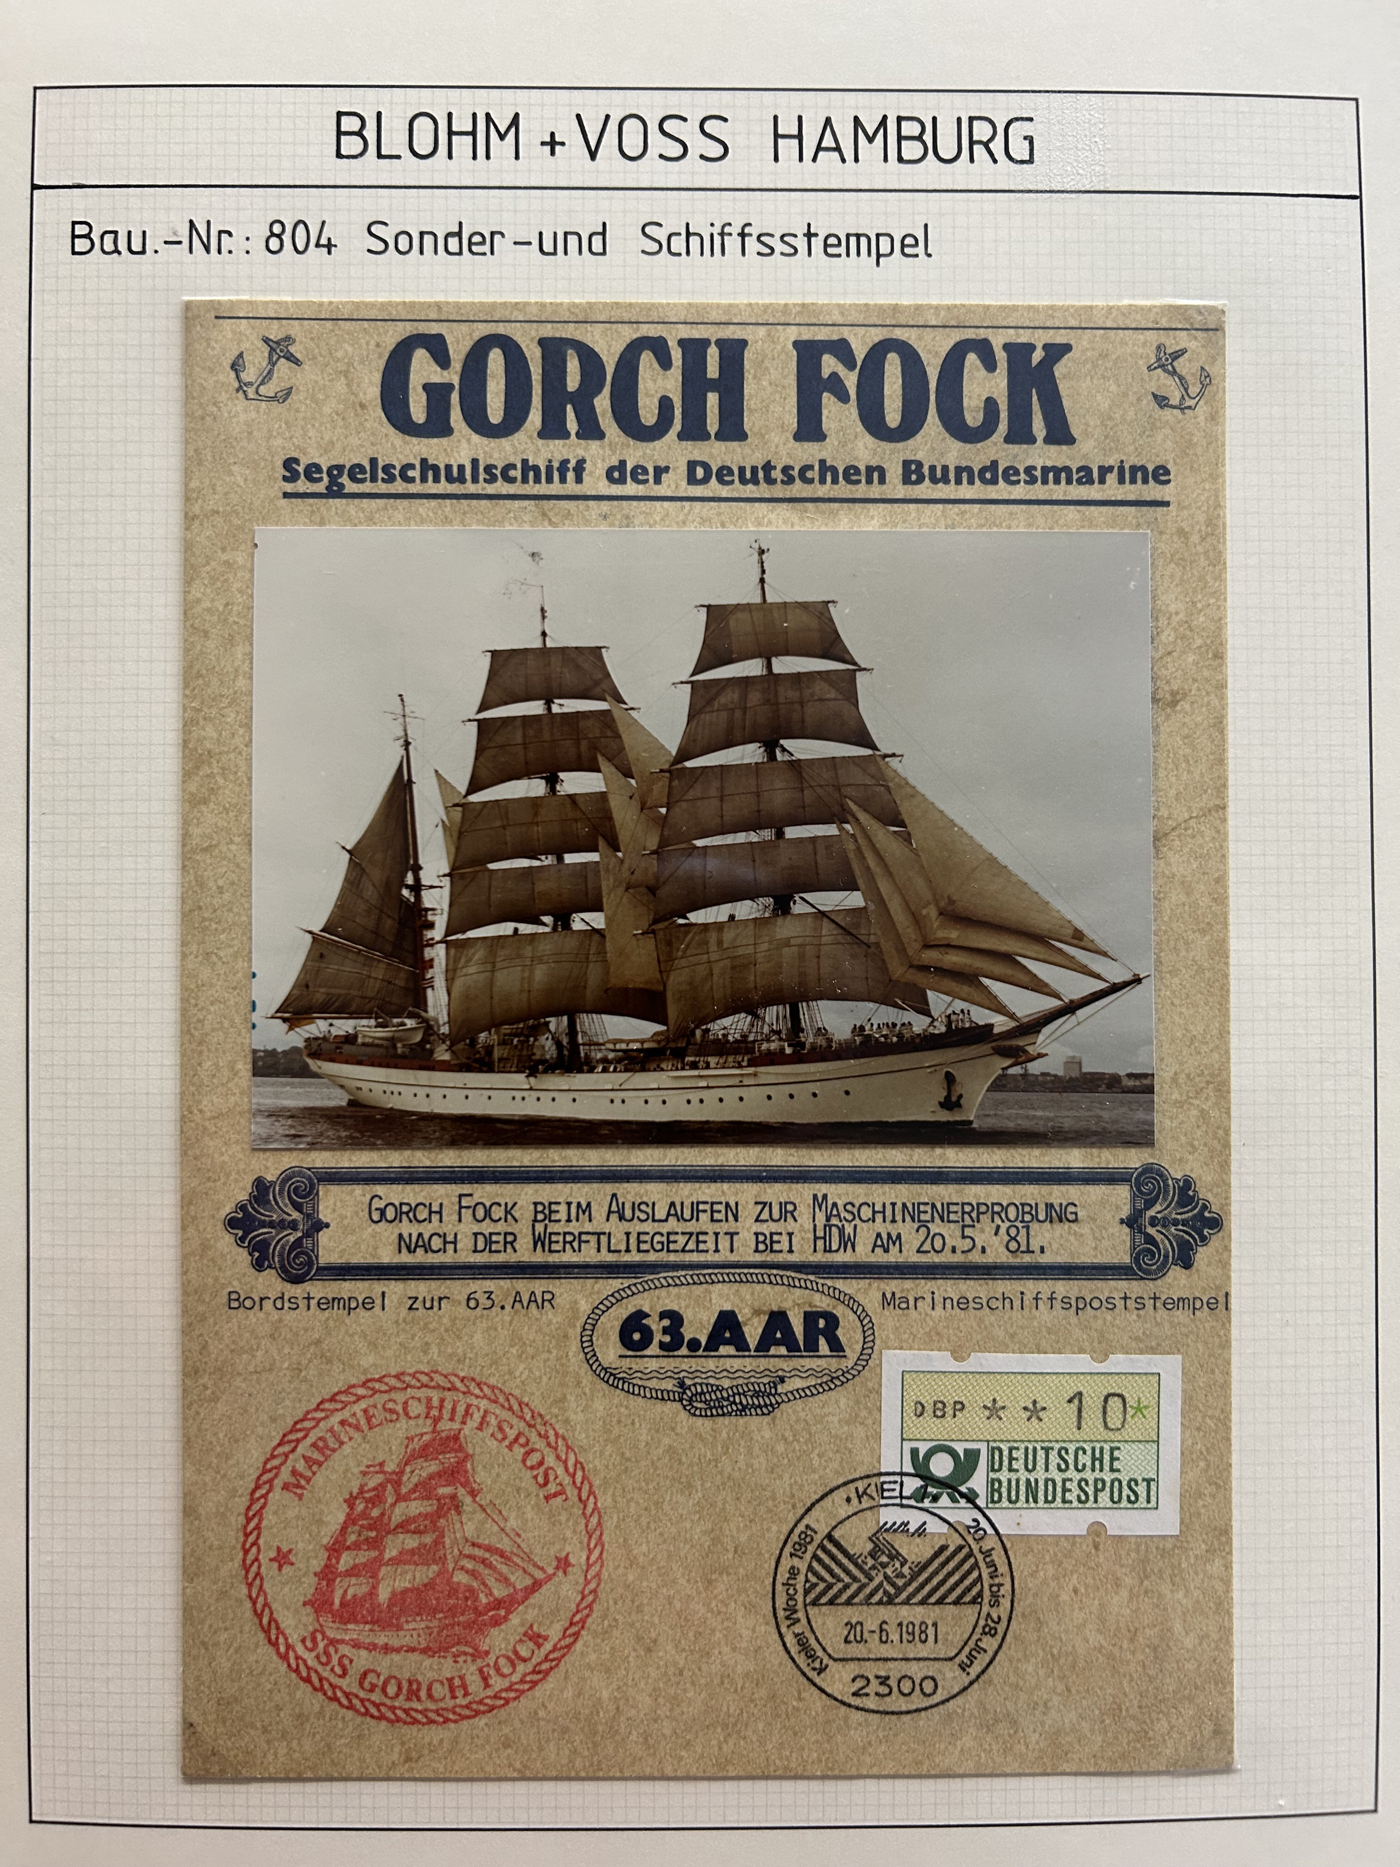 BLOHM + VOSS HAMBURG
Bau.-Nr.: 804 Sonder-und Schiffsstempel
GORCH FOCK
Segelschulschiff der Deutschen Bundesmarine
GORCH FOCK BEIM AUSLAUFEN ZUR MASCHINENERPROBUNG
NACH DER WERFTLIEGEZEIT BEI HDW AM 20.5.'81.
Bordstempel zur 63.AAR
63.AAR
Marineschiffspoststempel
DBP ** 10*
DEUTSCHE
BUNDESPOST
MARINESCHIFFSPOST
SSS GORCH FOCK
KIEL 1
Kieler Woche 1981
20. Juni bis 28. Juni
20.-6.1981
2300